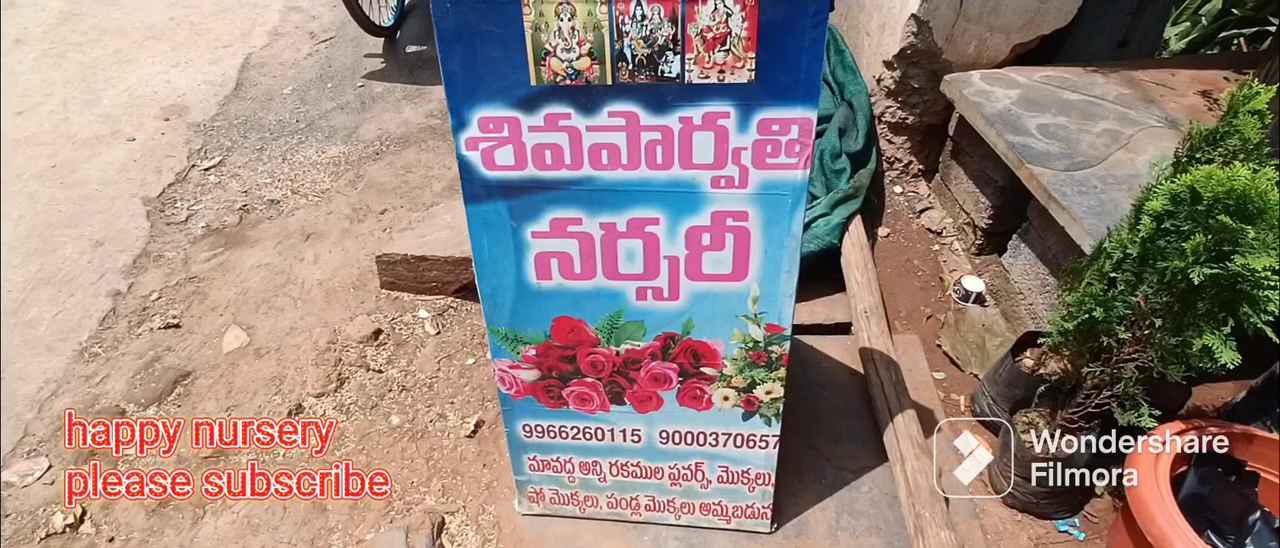 శివపార్వతి
నర్సరీ
9966260115 9000370657
మావద్ద అన్ని రకముల ఫ్లవర్స్, మొక్కలు,
షో మొక్కలు, పండ్ల మొక్కలు అమ్మబడును
happy nursery
please subscribe
Wondershare
Filmora